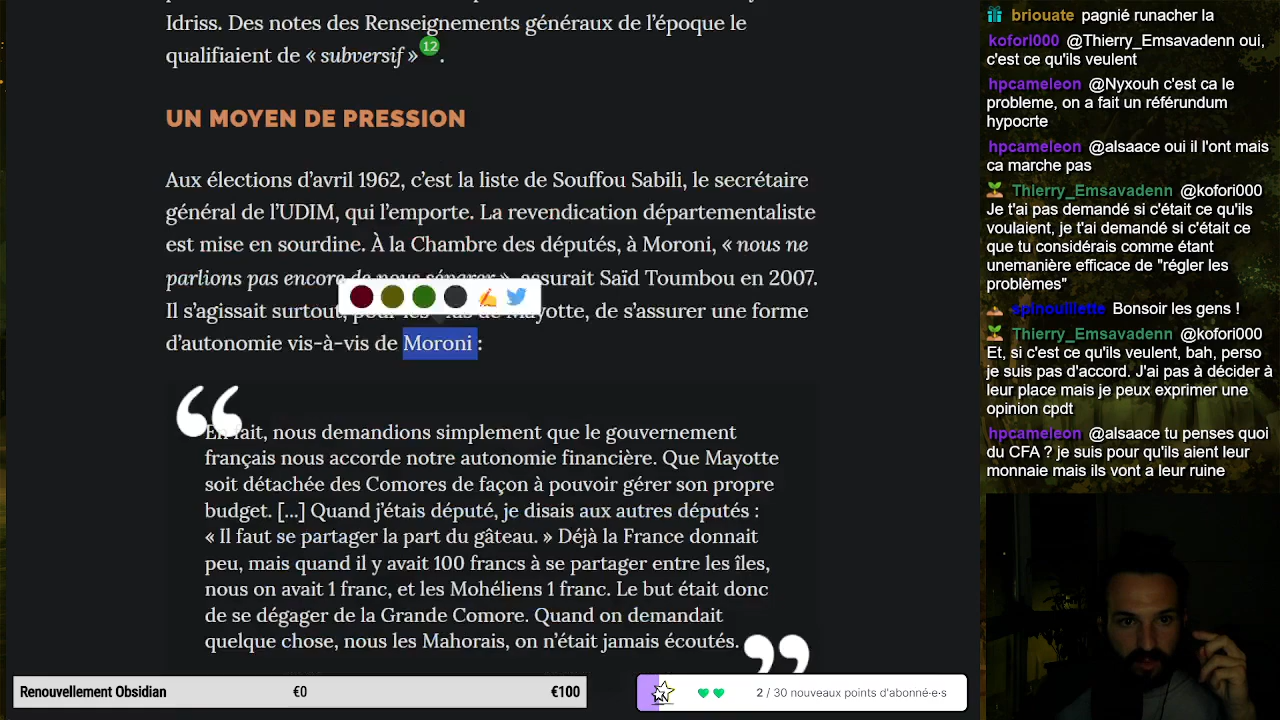 Idriss. Des notes des Renseignements généraux de l’époque le
qualifiaient de « subversif » 12.
UN MOYEN DE PRESSION
Aux élections d’avril 1962, c’est la liste de Souffou Sabili, le secrétaire
général de l’UDIM, qui l’emporte. La revendication départementaliste
est mise en sourdine. À la Chambre des députés, à Moroni, « nous ne
parlions pas encore de nous séparer », assurait Saïd Toumbou en 2007.
Il s’agissait surtout, pour les élus de Mayotte, de s’assurer une forme
d’autonomie vis-à-vis de Moroni :
En fait, nous demandions simplement que le gouvernement
français nous accorde notre autonomie financière. Que Mayotte
soit détachée des Comores de façon à pouvoir gérer son propre
budget. [...] Quand j’étais député, je disais aux autres députés :
« Il faut se partager la part du gâteau. » Déjà la France donnait
peu, mais quand il y avait 100 francs à se partager entre les îles,
nous on avait 1 franc, et les Mohéliens 1 franc. Le but était donc
de se dégager de la Grande Comore. Quand on demandait
quelque chose, nous les Mahorais, on n’était jamais écoutés.
Renouvellement Obsidian €0 €100
2 / 30 nouveaux points d'abonné·e·s
briouate pagnié runacher la
kofori000 @Thierry_Emsavadenn oui,
c'est ce qu'ils veulent
hpcameleon @Nyxouh c'est ca le
probleme, on a fait un référundum
hypocrte
hpcameleon @alsaace oui il l'ont mais
ca marche pas
Thierry_Emsavadenn @kofori000
Je t'ai pas demandé si c'était ce qu'ils
voulaient, je t'ai demandé si c'était ce
que tu considérais comme étant
unemanière efficace de "régler les
problèmes"
spinouillette Bonsoir les gens !
Thierry_Emsavadenn @kofori000
Et, si c'est ce qu'ils veulent, bah, perso
je suis pas d'accord. J'ai pas à décider à
leur place mais je peux exprimer une
opinion cpdt
hpcameleon @alsaace tu penses quoi
du CFA ? je suis pour qu'ils aient leur
monnaie mais ils vont a leur ruine